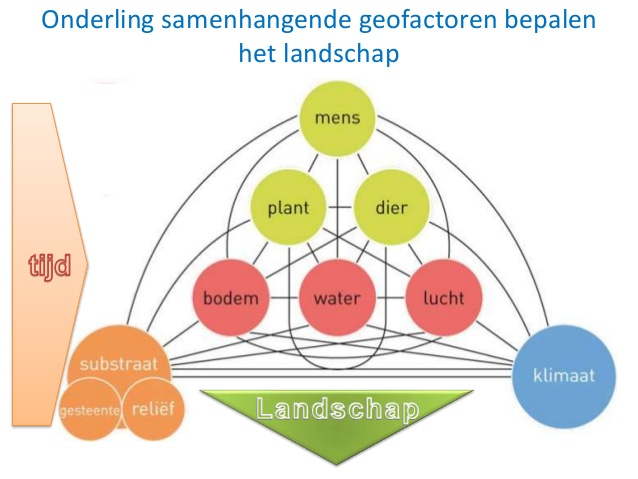 Onderling samenhangende geofactoren bepalen
het landschap
mens
plant
dier
tijd
bodem
water
lucht
substraat
klimaat
gesteente
reliëf
Landschap